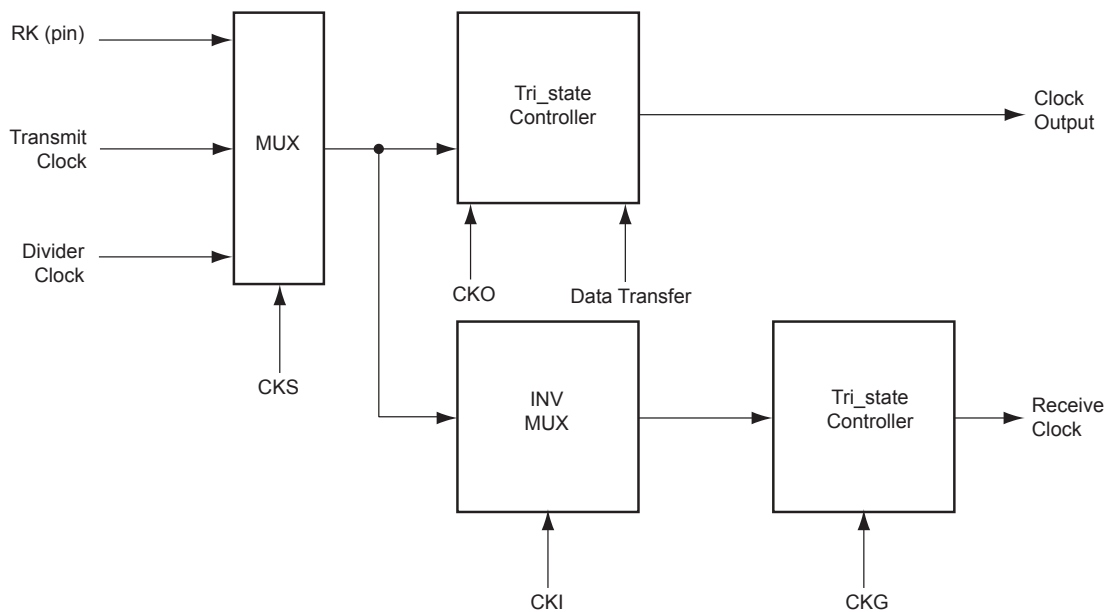 RK (pin)
Transmit
Clock
Divider
Clock
MUX
CKS
Tri_state
Controller
CKO
Data Transfer
Clock
Output
INV
MUX
CKI
Tri_state
Controller
CKG
Receive
Clock